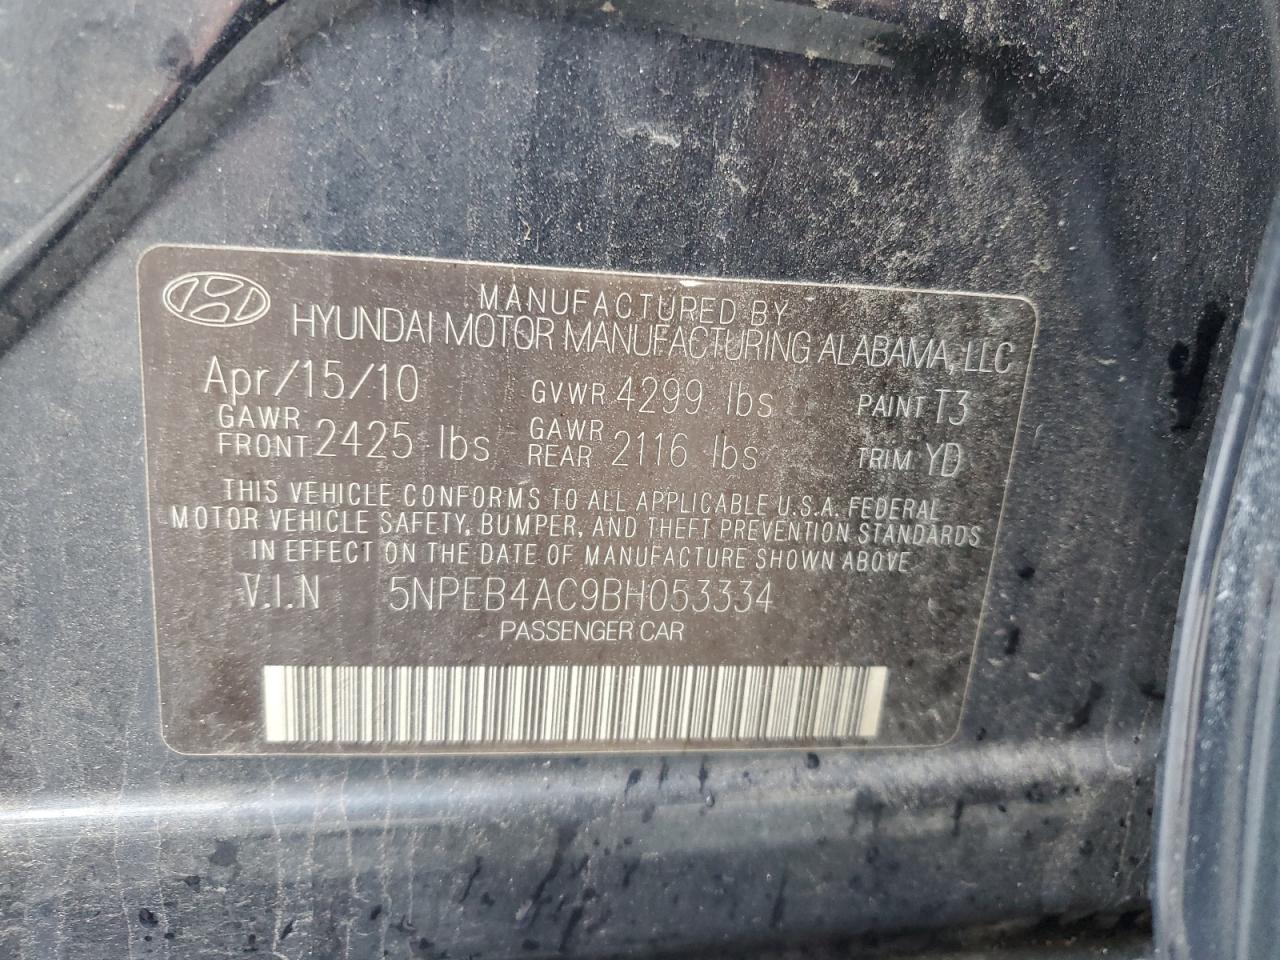 MANUFACTURED BY
HYUNDAI MOTOR MANUFACTURING ALABAMA, LLC
Apr/15/10 GVWR 4299 lbs PAINT T3
GAWR FRONT 2425 lbs GAWR REAR 2116 lbs TRIM YD
THIS VEHICLE CONFORMS TO ALL APPLICABLE U.S.A. FEDERAL
MOTOR VEHICLE SAFETY, BUMPER, AND THEFT PREVENTION STANDARDS
IN EFFECT ON THE DATE OF MANUFACTURE SHOWN ABOVE
V.I.N 5NPEB4AC9BH053334
PASSENGER CAR